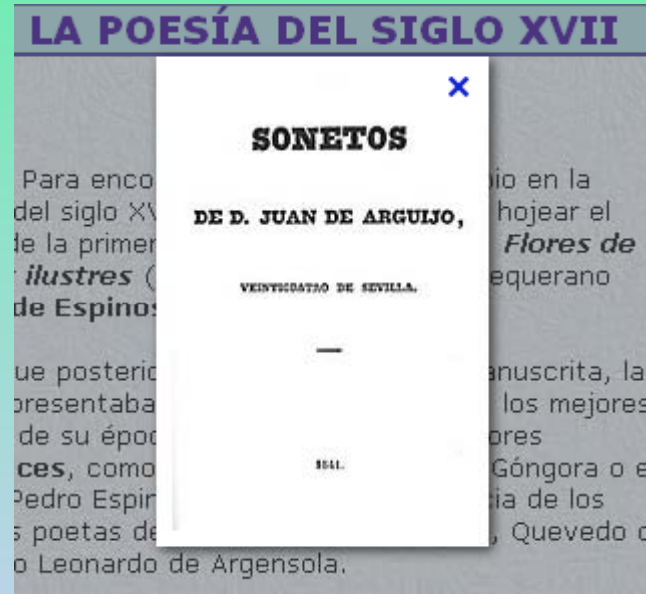 LA POESÍA DEL SIGLO XVII
×
SONETOS
DE D. JUAN DE ARGUIJO,
VEINTICUATRO DE SEVILLA.
1841.
Para enco
io en la
del siglo XV
hojear el
de la primer
Flores de
ilustres (
equerano
de Espinos
ue posterio
anuscrita, la
presentaba
los mejores
de su époc
ores
ces, como
Góngora o e
Pedro Espir
ia de los
s poetas de
, Quevedo o
o Leonardo de Argensola.